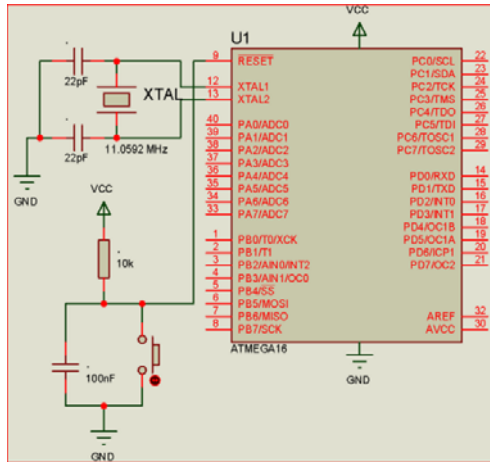 VCC
U1
22pF
XTAL
11.0592 MHz
22pF
GND
VCC
10k
100nF
GND
9 RESET
12 XTAL1
13 XTAL2
40 PA0/ADC0
39 PA1/ADC1
38 PA2/ADC2
37 PA3/ADC3
36 PA4/ADC4
35 PA5/ADC5
34 PA6/ADC6
33 PA7/ADC7
1 PB0/T0/XCK
2 PB1/T1
3 PB2/AIN0/INT2
4 PB3/AIN1/OC0
5 PB4/SS
6 PB5/MOSI
7 PB6/MISO
8 PB7/SCK
PC0/SCL 22
PC1/SDA 23
PC2/TCK 24
PC3/TMS 25
PC4/TDO 26
PC5/TDI 27
PC6/TOSC1 28
PC7/TOSC2 29
PD0/RXD 14
PD1/TXD 15
PD2/INT0 16
PD3/INT1 17
PD4/OC1B 18
PD5/OC1A 19
PD6/ICP1 20
PD7/OC2 21
AREF 32
AVCC 30
ATMEGA16
GND